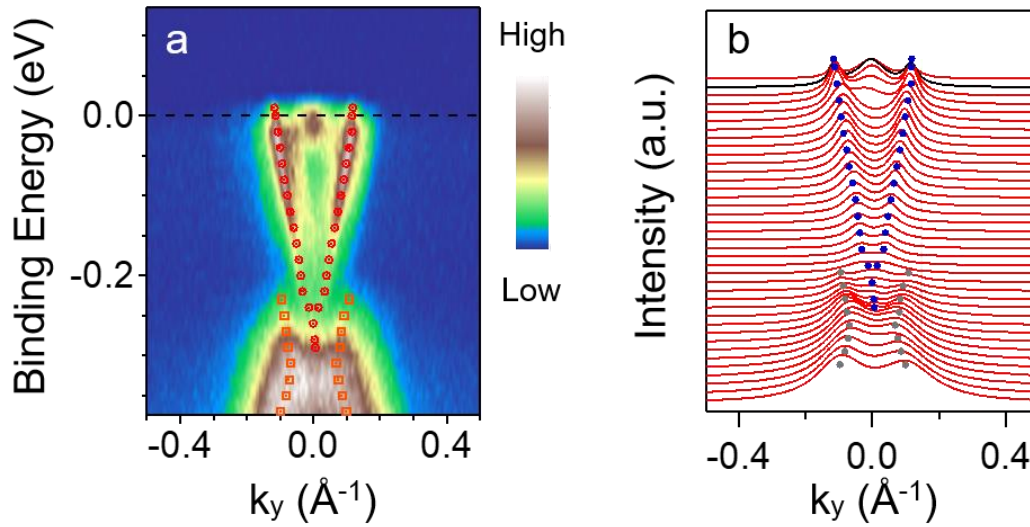 a
High
Low
0.0
-0.2
Binding Energy (eV)
-0.4 0.0 0.4
ky (Å-1)
b
Intensity (a.u.)
-0.4 0.0 0.4
ky (Å-1)